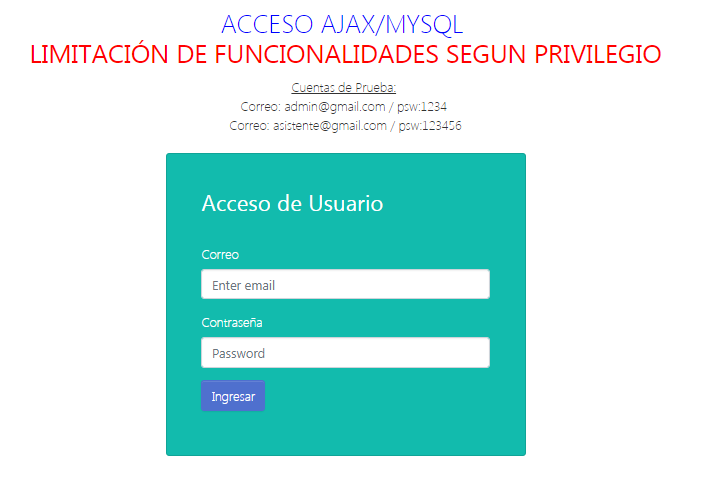 ACCESO AJAX/MYSQL
LIMITACIÓN DE FUNCIONALIDADES SEGUN PRIVILEGIO
Cuentas de Prueba:
Correo: admin@gmail.com / psw:1234
Correo: asistente@gmail.com / psw:123456
Acceso de Usuario
Correo
Enter email
Contraseña
Password
Ingresar